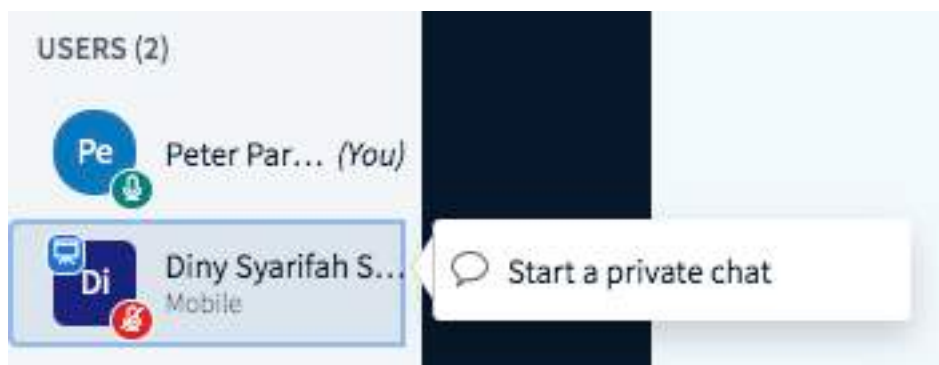 USERS (2)
Pe
Peter Par... (You)
Di
Diny Syarifah S...
Mobile
Start a private chat